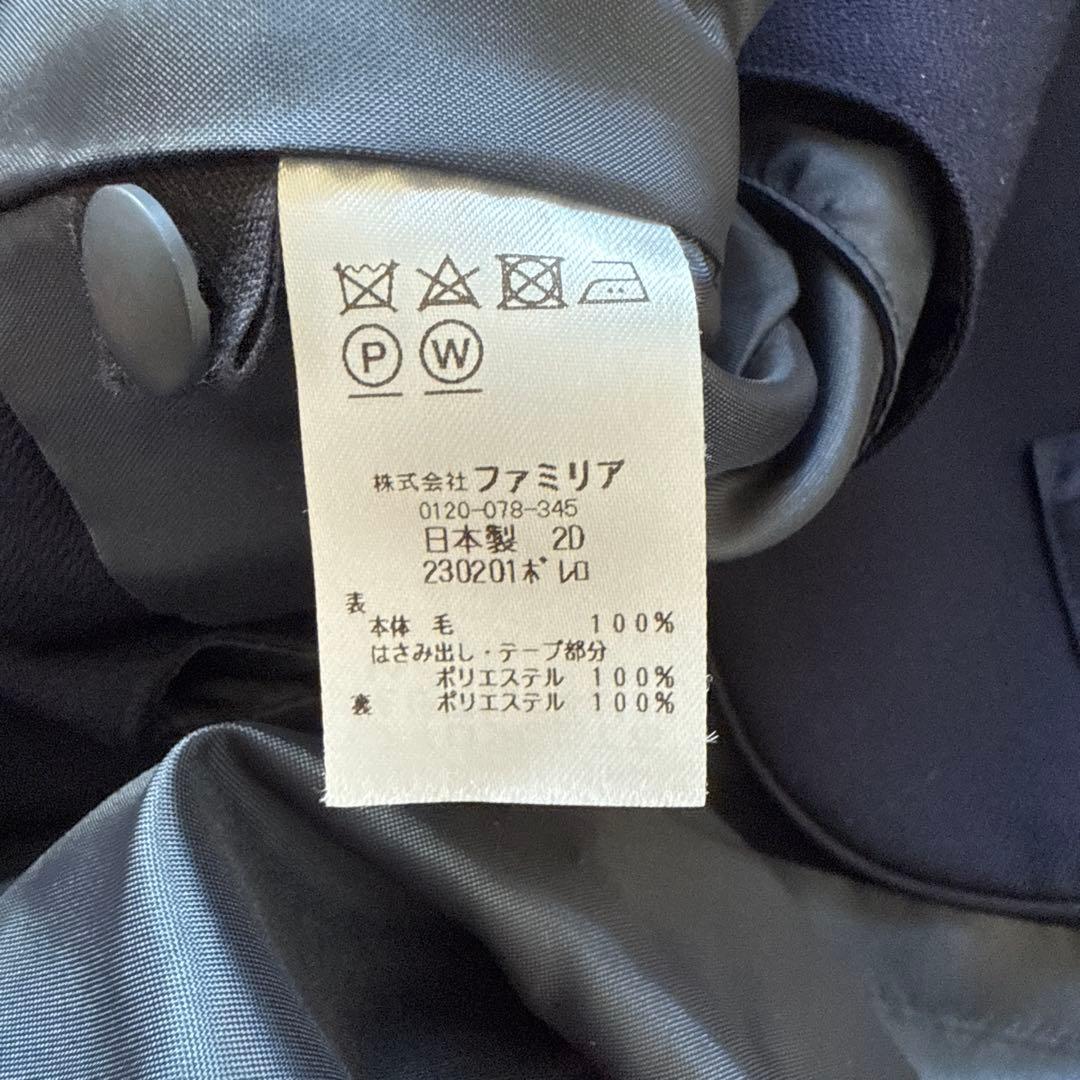 P W
株式会社ファミリア
0120-078-345
日本製 2D
230201ボレロ
表
本体 毛 100%
はさみ出し・テープ部分
ポリエステル 100%
裏 ポリエステル 100%